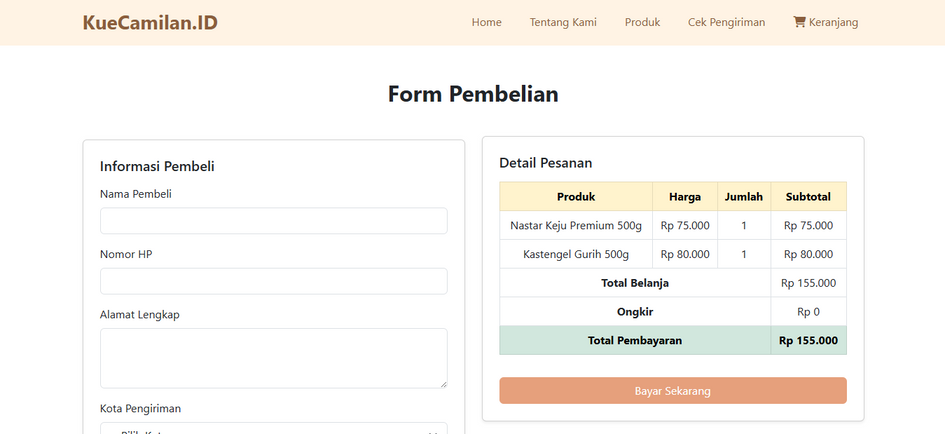 KueCamilan.ID
Home Tentang Kami Produk Cek Pengiriman Keranjang
Form Pembelian
Informasi Pembeli
Nama Pembeli
Nomor HP
Alamat Lengkap
Kota Pengiriman
Detail Pesanan
Produk Harga Jumlah Subtotal
Nastar Keju Premium 500g Rp 75.000 1 Rp 75.000
Kastengel Gurih 500g Rp 80.000 1 Rp 80.000
Total Belanja Rp 155.000
Ongkir Rp 0
Total Pembayaran Rp 155.000
Bayar Sekarang